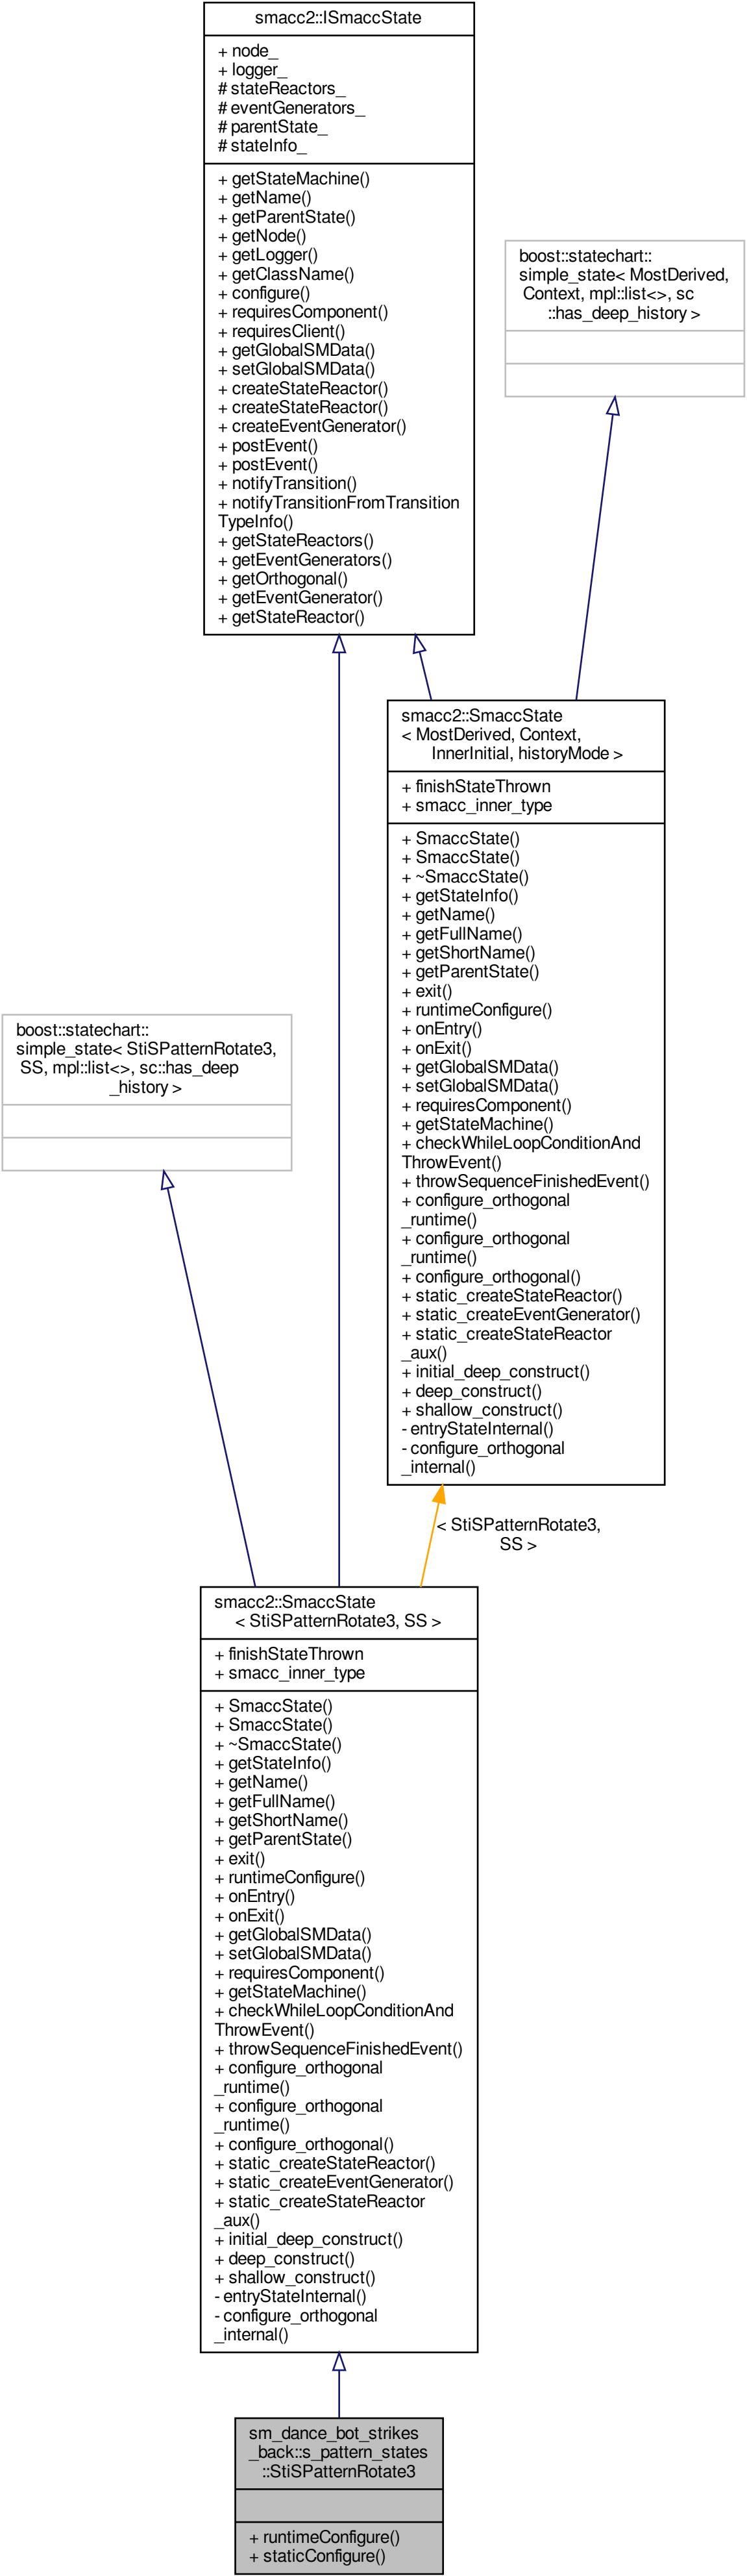 smacc2::ISmaccState
+ node_
+ logger_
# stateReactors_
# eventGenerators_
# parentState_
# stateInfo_
+ getStateMachine()
+ getName()
+ getParentState()
+ getNode()
+ getLogger()
+ getClassName()
+ configure()
+ requiresComponent()
+ requiresClient()
+ getGlobalSMData()
+ setGlobalSMData()
+ createStateReactor()
+ createStateReactor()
+ createEventGenerator()
+ postEvent()
+ postEvent()
+ notifyTransition()
+ notifyTransitionFromTransition
TypeInfo()
+ getStateReactors()
+ getEventGenerators()
+ getOrthogonal()
+ getEventGenerator()
+ getStateReactor()
boost::statechart::
simple_state< MostDerived,
Context, mpl::list<>, sc
::has_deep_history >
smacc2::SmaccState
< MostDerived, Context,
InnerInitial, historyMode >
+ finishStateThrown
+ smacc_inner_type
+ SmaccState()
+ SmaccState()
+ ~SmaccState()
+ getStateInfo()
+ getName()
+ getFullName()
+ getShortName()
+ getParentState()
+ exit()
+ runtimeConfigure()
+ onEntry()
+ onExit()
+ getGlobalSMData()
+ setGlobalSMData()
+ requiresComponent()
+ getStateMachine()
+ checkWhileLoopConditionAnd
ThrowEvent()
+ throwSequenceFinishedEvent()
+ configure_orthogonal
_runtime()
+ configure_orthogonal
_runtime()
+ configure_orthogonal()
+ static_createStateReactor()
+ static_createEventGenerator()
+ static_createStateReactor
_aux()
+ initial_deep_construct()
+ deep_construct()
+ shallow_construct()
- entryStateInternal()
- configure_orthogonal
_internal()
boost::statechart::
simple_state< StiSPatternRotate3,
SS, mpl::list<>, sc::has_deep
_history >
< StiSPatternRotate3,
SS >
smacc2::SmaccState
< StiSPatternRotate3, SS >
+ finishStateThrown
+ smacc_inner_type
+ SmaccState()
+ SmaccState()
+ ~SmaccState()
+ getStateInfo()
+ getName()
+ getFullName()
+ getShortName()
+ getParentState()
+ exit()
+ runtimeConfigure()
+ onEntry()
+ onExit()
+ getGlobalSMData()
+ setGlobalSMData()
+ requiresComponent()
+ getStateMachine()
+ checkWhileLoopConditionAnd
ThrowEvent()
+ throwSequenceFinishedEvent()
+ configure_orthogonal
_runtime()
+ configure_orthogonal
_runtime()
+ configure_orthogonal()
+ static_createStateReactor()
+ static_createEventGenerator()
+ static_createStateReactor
_aux()
+ initial_deep_construct()
+ deep_construct()
+ shallow_construct()
- entryStateInternal()
- configure_orthogonal
_internal()
sm_dance_bot_strikes
_back::s_pattern_states
::StiSPatternRotate3
+ runtimeConfigure()
+ staticConfigure()